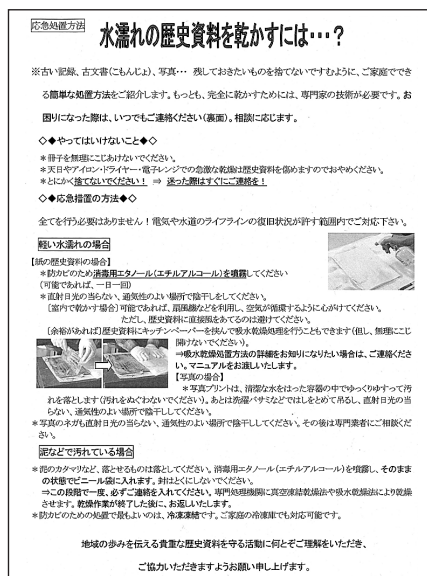 応急処置方法
水濡れの歴史資料を乾かすには・・・?
※古い記録、古文書(こもんじょ)、写真・・・ 残しておきたいものを捨てないですむように、ご家庭ででき
る簡単な処置方法をご紹介します。もっとも、完全に乾かすためには、専門家の技術が必要です。お
困りになった際は、いつでもご連絡ください(裏面)。相談に応じます。
◇◆やってはいけないこと◆◇
＊冊子を無理にこじあけないでください。
＊天日やアイロン・ドライヤー・電子レンジでの急激な乾燥は歴史資料を傷めますのでおやめください。
＊とにかく捨てないでください! ⇒ 迷った際はすぐにご連絡を!
◇◆応急措置の方法◆◇
全てを行う必要はありません!電気や水道のライフラインの復旧状況が許す範囲内でご対応下さい。
軽い水濡れの場合
【紙の歴史資料の場合】
＊防カビのため消毒用エタノール(エチルアルコール)を噴霧してください
(可能であれば、一日一回)
＊直射日光の当らない、通気性のよい場所で陰干しをしてください。
〔室内で乾かす場合〕可能であれば、扇風機などを利用し、空気が循環するように心がけてください。
ただし、歴史資料に直接風をあてるのは避けてください。
〔余裕があれば〕歴史資料にキッチンペーパーを挟んで吸水乾燥処理を行うこともできます(但し、無理にこじ
開けないでください)。
⇒吸水乾燥処置方法の詳細をお知りになりたい場合は、ご連絡くださ
い。マニュアルをお渡しいたします。
【写真の場合】
＊写真プリントは、清潔な水をはった容器の中でゆっくりゆすって汚
れを落とします(汚れをぬぐわないでください)。あとは洗濯バサミなどではしをとめて吊るし、直射日光の当
らない、通気性のよい場所で陰干ししてください。
＊写真のネガも直射日光の当らない、通気性のよい場所で陰干ししてください。その後は専門業者にご相談くだ
さい。
泥などで汚れている場合
＊泥のカタマリなど、落とせるものは落としてください。消毒用エタノール(エチルアルコール)を噴霧し、そのまま
の状態でビニール袋に入れます。封はとくにしないでください。
⇒この段階で一度、必ずご連絡を入れてください。専門処理機関に真空凍結乾燥法や吸水乾燥法により乾燥
させます。乾燥作業が終了した後に、お返しいたします。
＊防カビのための処置で最もよいのは、冷凍凍結です。ご家庭の冷凍庫でも対応可能です。
地域の歩みを伝える貴重な歴史資料を守る活動に何とぞご理解をいただき、
ご協力いただきますようお願い申し上げます。